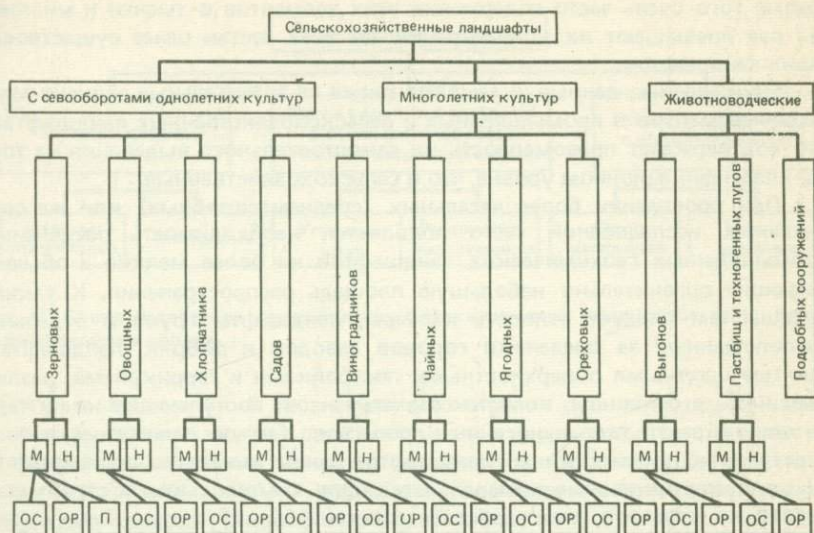 Сельскохозяйственные ландшафты
С севооборотами однолетних культур
Многолетних культур
Животноводческие
Зерновых
Овощных
Хлопчатника
Садов
Виноградников
Чайных
Ягодных
Ореховых
Выгонов
Пастбищ и техногенных лугов
Подсобных сооружений
М Н М Н М Н М Н М Н М Н М Н М Н М Н М Н
ОС ОР П ОС ОР ОС ОР ОС ОР ОС ОР ОС ОР ОС ОР ОС ОР ОС ОР ОС ОР